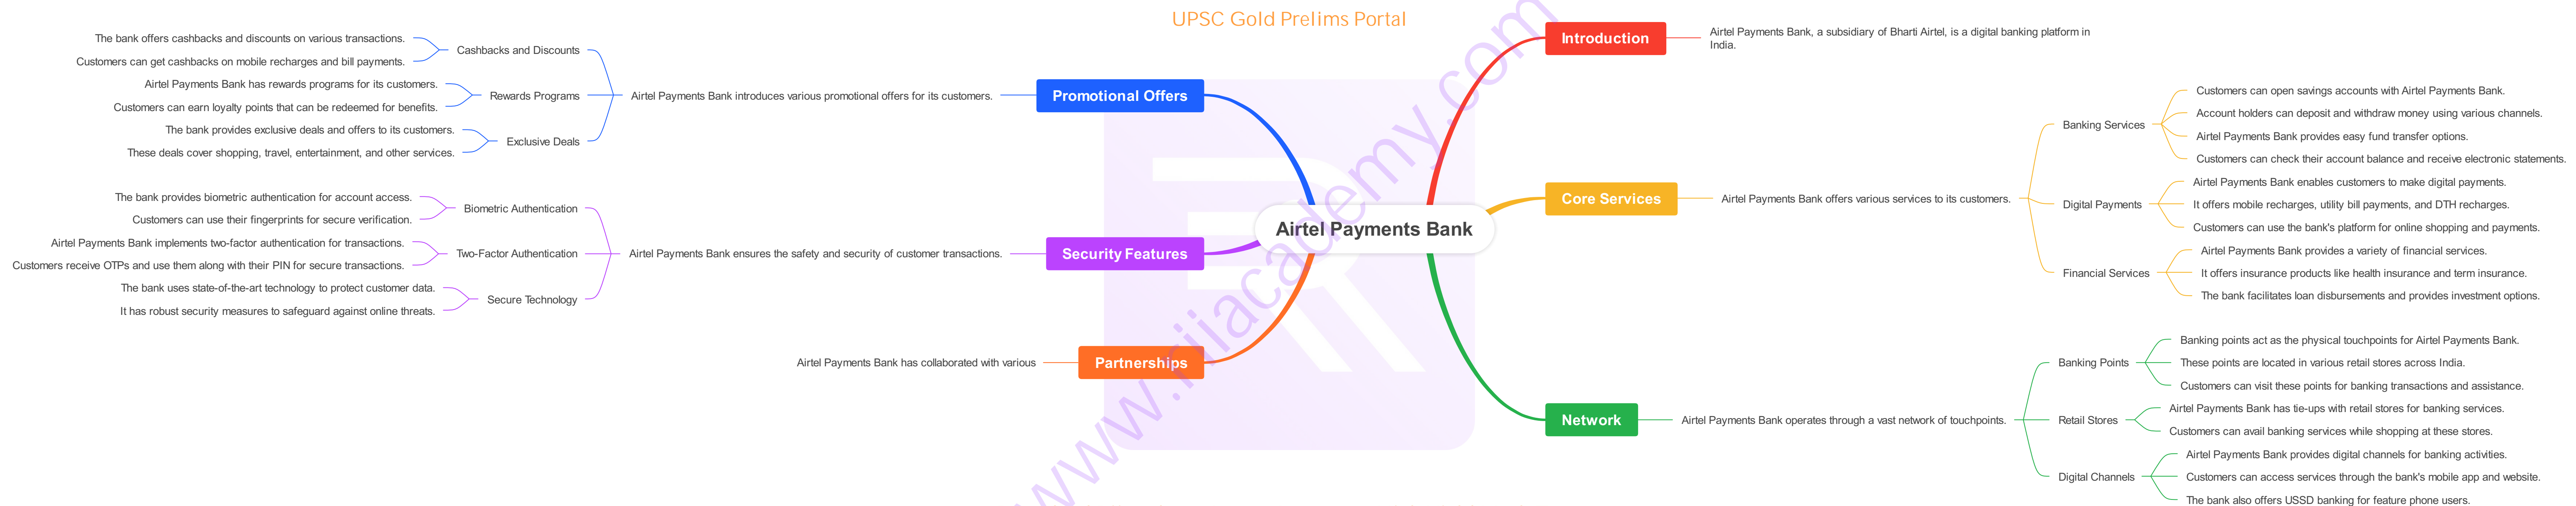 UPSC Gold Prelims Portal
Airtel Payments Bank
Introduction
Airtel Payments Bank, a subsidiary of Bharti Airtel, is a digital banking platform in
India.
Core Services
Airtel Payments Bank offers various services to its customers.
Banking Services
Customers can open savings accounts with Airtel Payments Bank.
Account holders can deposit and withdraw money using various channels.
Airtel Payments Bank provides easy fund transfer options.
Customers can check their account balance and receive electronic statements.
Digital Payments
Airtel Payments Bank enables customers to make digital payments.
It offers mobile recharges, utility bill payments, and DTH recharges.
Customers can use the bank's platform for online shopping and payments.
Financial Services
Airtel Payments Bank provides a variety of financial services.
It offers insurance products like health insurance and term insurance.
The bank facilitates loan disbursements and provides investment options.
Network
Airtel Payments Bank operates through a vast network of touchpoints.
Banking Points
Banking points act as the physical touchpoints for Airtel Payments Bank.
These points are located in various retail stores across India.
Customers can visit these points for banking transactions and assistance.
Retail Stores
Airtel Payments Bank has tie-ups with retail stores for banking services.
Customers can avail banking services while shopping at these stores.
Digital Channels
Airtel Payments Bank provides digital channels for banking activities.
Customers can access services through the bank's mobile app and website.
The bank also offers USSD banking for feature phone users.
Promotional Offers
Airtel Payments Bank introduces various promotional offers for its customers.
Cashbacks and Discounts
The bank offers cashbacks and discounts on various transactions.
Customers can get cashbacks on mobile recharges and bill payments.
Rewards Programs
Airtel Payments Bank has rewards programs for its customers.
Customers can earn loyalty points that can be redeemed for benefits.
Exclusive Deals
The bank provides exclusive deals and offers to its customers.
These deals cover shopping, travel, entertainment, and other services.
Security Features
Airtel Payments Bank ensures the safety and security of customer transactions.
Biometric Authentication
The bank provides biometric authentication for account access.
Customers can use their fingerprints for secure verification.
Two-Factor Authentication
Airtel Payments Bank implements two-factor authentication for transactions.
Customers receive OTPs and use them along with their PIN for secure transactions.
Secure Technology
The bank uses state-of-the-art technology to protect customer data.
It has robust security measures to safeguard against online threats.
Partnerships
Airtel Payments Bank has collaborated with various